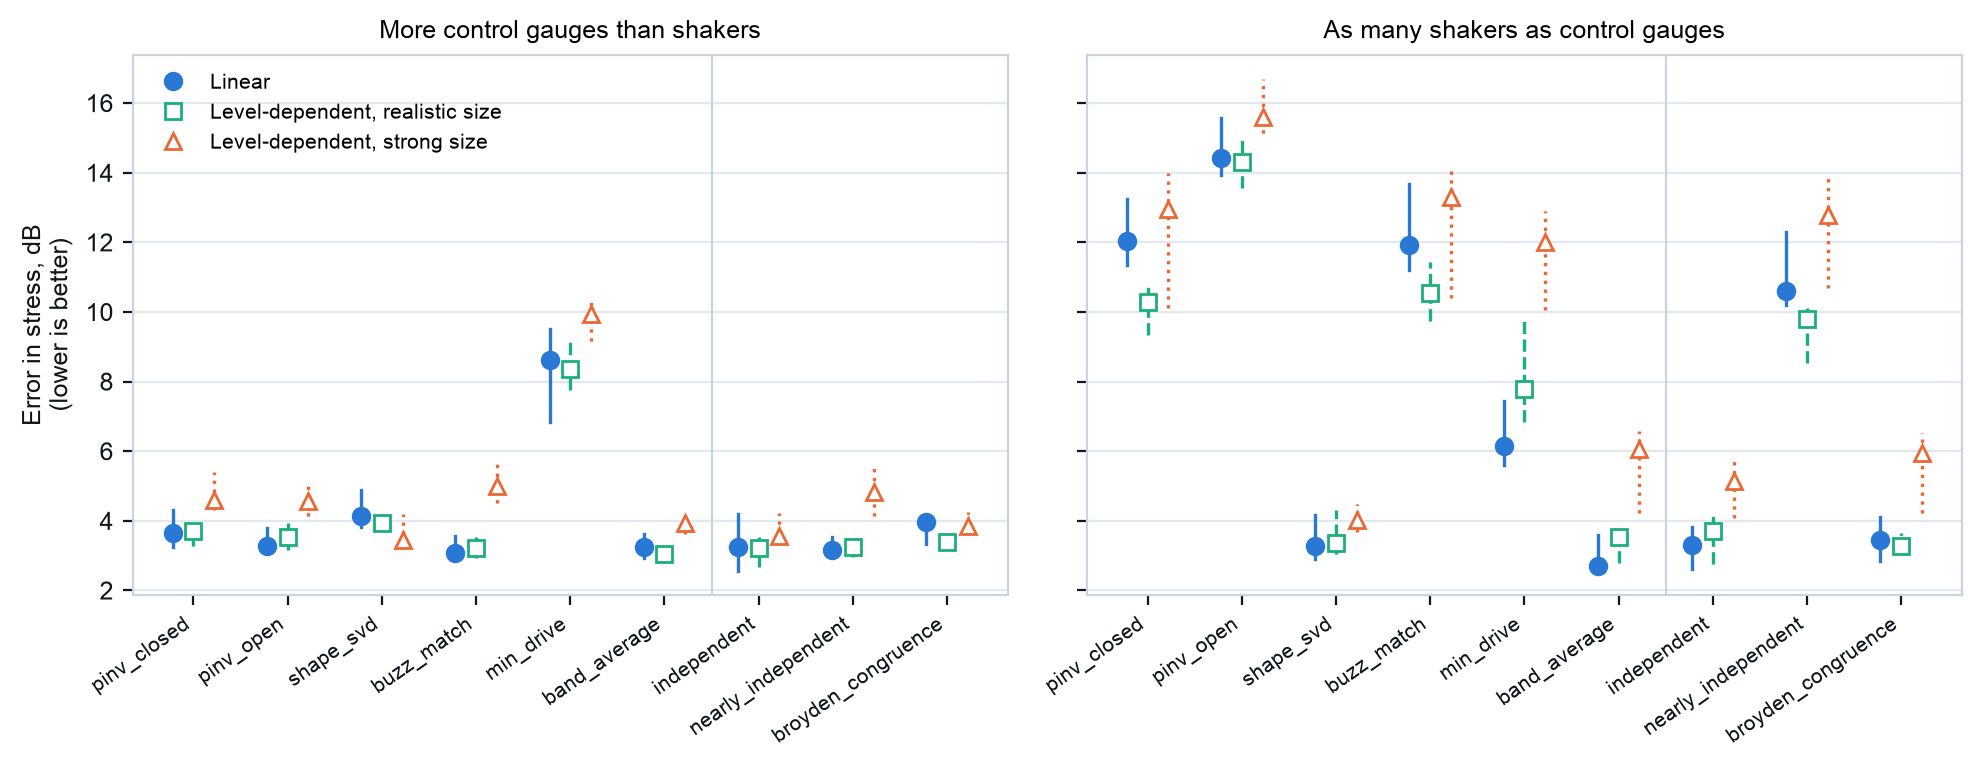 More control gauges than shakers
As many shakers as control gauges
Linear
Level-dependent, realistic size
Level-dependent, strong size
Error in stress, dB
(lower is better)
16
14
12
10
8
6
4
2
pinv_closed
pinv_open
shape_svd
buzz_match
min_drive
band_average
independent
nearly_independent
broyden_congruence
pinv_closed
pinv_open
shape_svd
buzz_match
min_drive
band_average
independent
nearly_independent
broyden_congruence